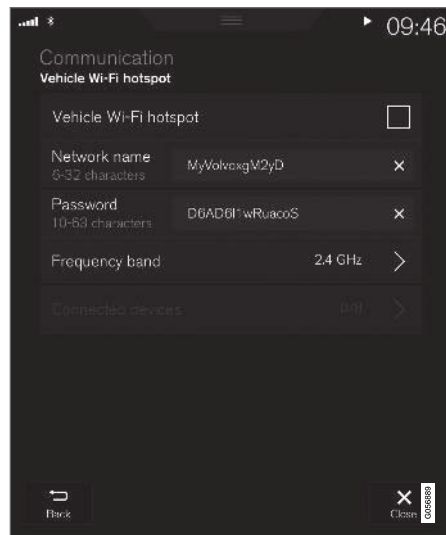 09:46
Communication
Vehicle Wi-Fi hotspot
Vehicle Wi-Fi hotspot
Network name
6-32 characters
MyVolvoxgM2yD
Password
10-63 characters
D6AD6I1wRuacoS
Frequency band
2.4 GHz
Connected devices
Back
Close
G056889